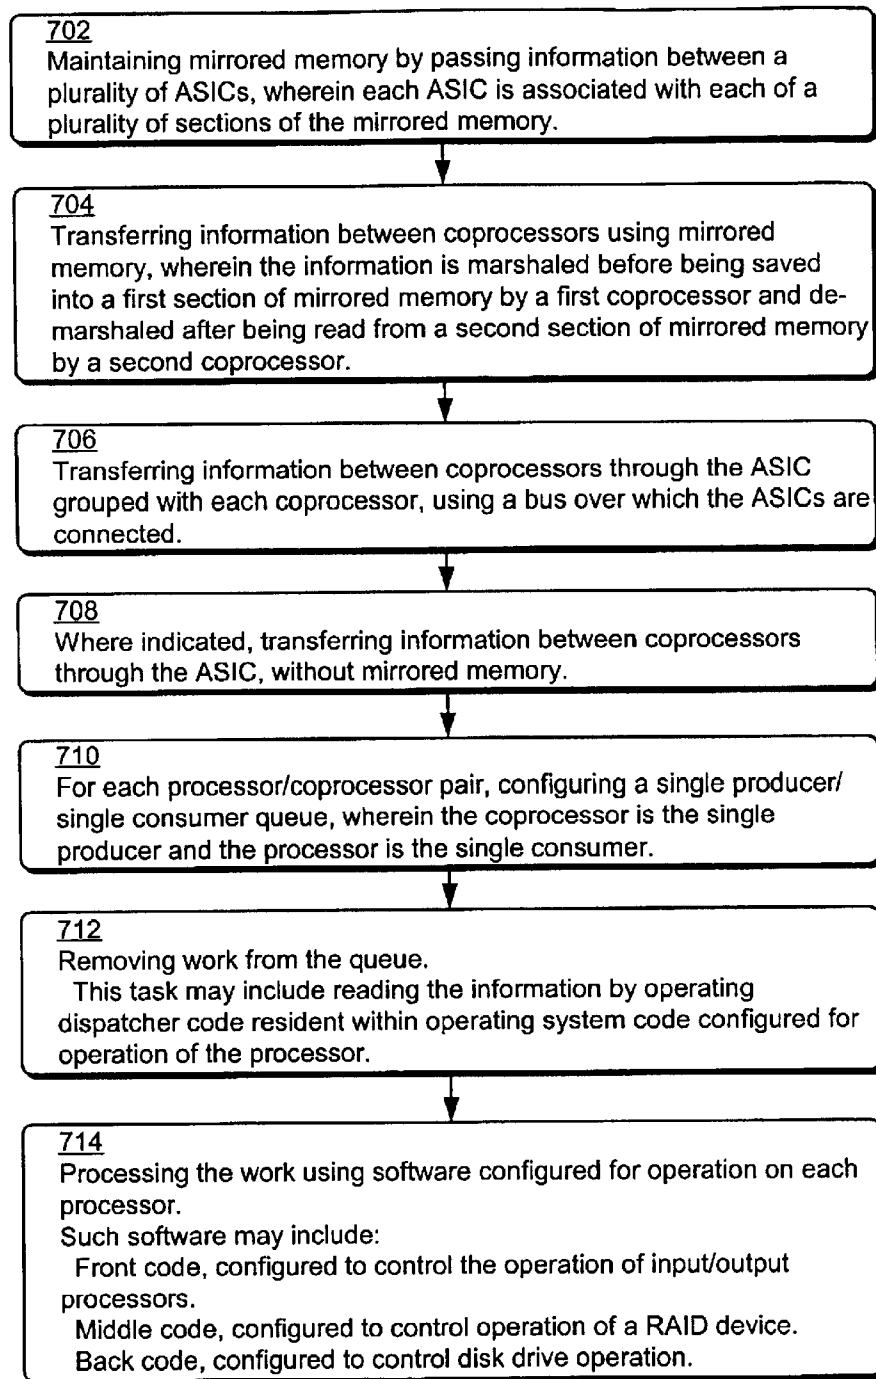 702
Maintaining mirrored memory by passing information between a
plurality of ASICs, wherein each ASIC is associated with each of a
plurality of sections of the mirrored memory.
704
Transferring information between coprocessors using mirrored
memory, wherein the information is marshaled before being saved
into a first section of mirrored memory by a first coprocessor and de-
marshaled after being read from a second section of mirrored memory
by a second coprocessor.
706
Transferring information between coprocessors through the ASIC
grouped with each coprocessor, using a bus over which the ASICs are
connected.
708
Where indicated, transferring information between coprocessors
through the ASIC, without mirrored memory.
710
For each processor/coprocessor pair, configuring a single producer/
single consumer queue, wherein the coprocessor is the single
producer and the processor is the single consumer.
712
Removing work from the queue.
This task may include reading the information by operating
dispatcher code resident within operating system code configured for
operation of the processor.
714
Processing the work using software configured for operation on each
processor.
Such software may include:
Front code, configured to control the operation of input/output
processors.
Middle code, configured to control operation of a RAID device.
Back code, configured to control disk drive operation.